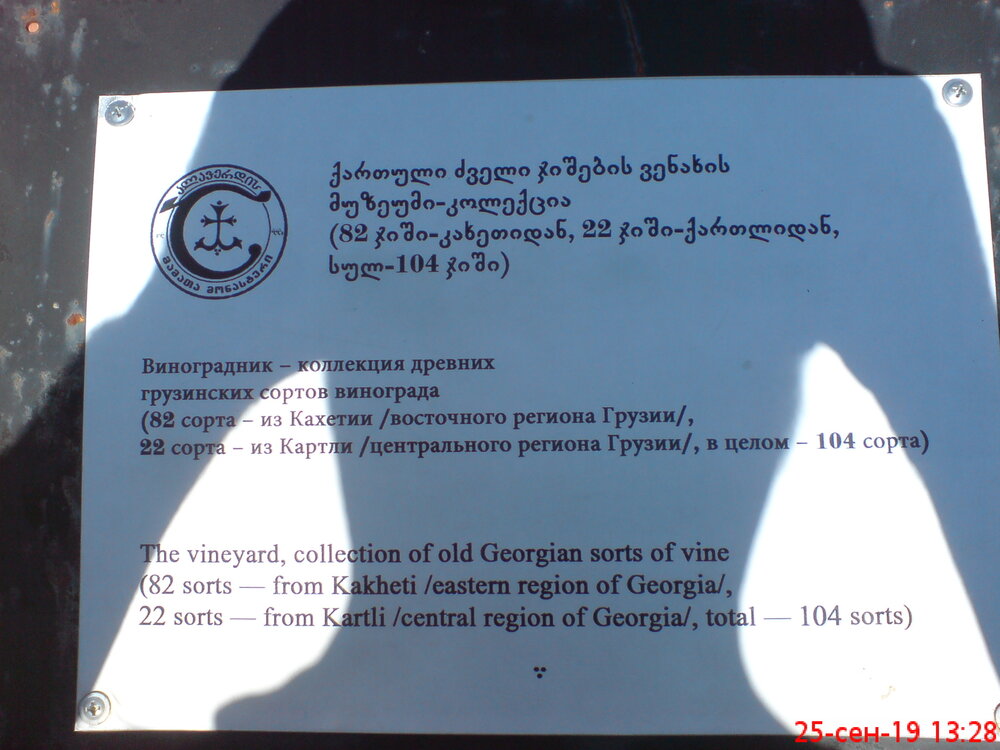 ალავერდის
მამათა მონასტერი
ქართული ძველი ჯიშების ვენახის
მუზეუმი-კოლექცია
(82 ჯიში-კახეთიდან, 22 ჯიში-ქართლიდან,
სულ-104 ჯიში)
Виноградник – коллекция древних
грузинских сортов винограда
(82 сорта – из Кахетии /восточного региона Грузии/,
22 сорта – из Картли /центрального региона Грузии/, в целом – 104 сорта)
The vineyard, collection of old Georgian sorts of vine
(82 sorts — from Kakheti /eastern region of Georgia/,
22 sorts — from Kartli /central region of Georgia/, total — 104 sorts)
25-сен-19 13:28